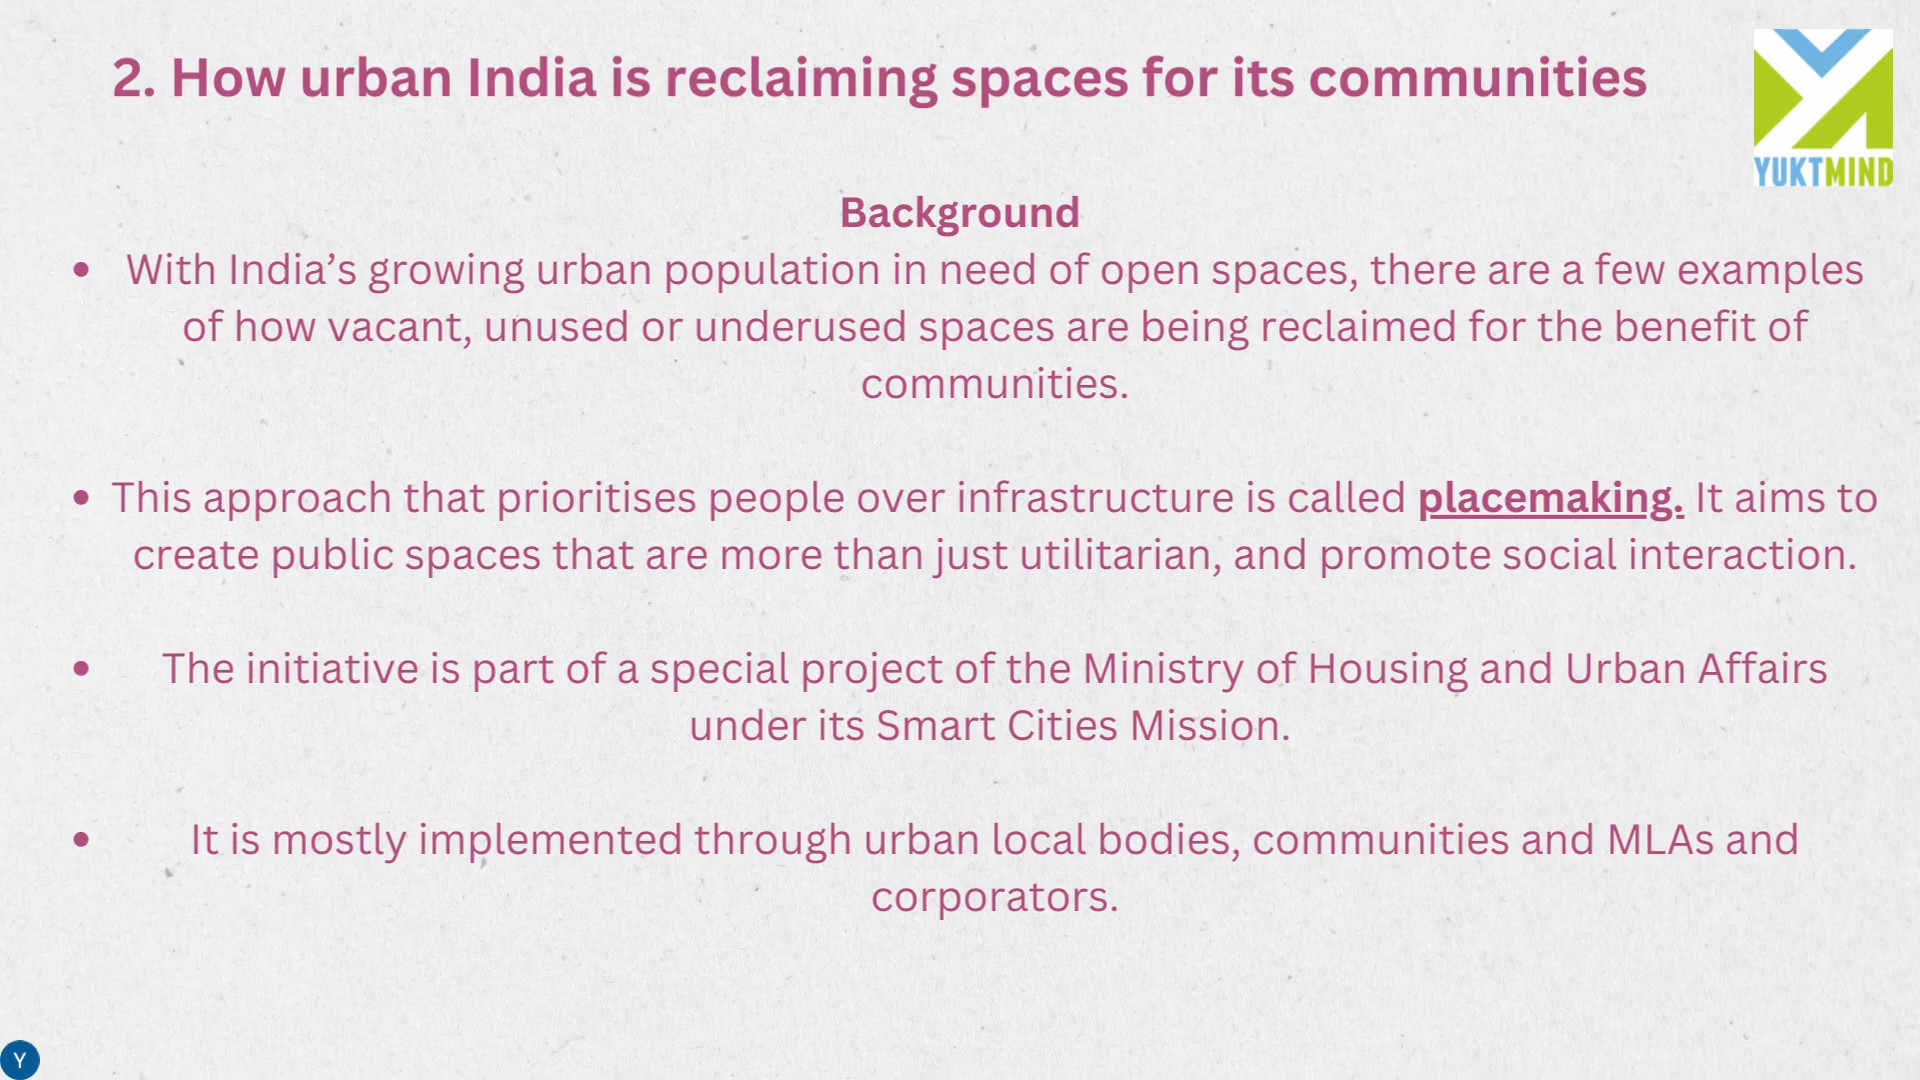 2. How urban India is reclaiming spaces for its communities
YUKTMIND
Background
• With India’s growing urban population in need of open spaces, there are a few examples
of how vacant, unused or underused spaces are being reclaimed for the benefit of
communities.
• This approach that prioritises people over infrastructure is called placemaking. It aims to
create public spaces that are more than just utilitarian, and promote social interaction.
• The initiative is part of a special project of the Ministry of Housing and Urban Affairs
under its Smart Cities Mission.
• It is mostly implemented through urban local bodies, communities and MLAs and
corporators.
Y